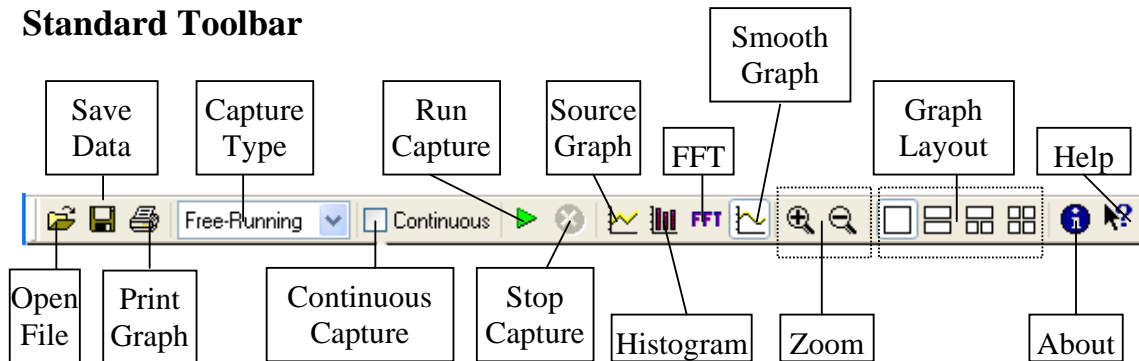 Standard Toolbar
Smooth
Graph
Save
Data
Capture
Type
Run
Capture
Source
Graph
FFT
Graph
Layout
Help
Free-Running
Continuous
FFT
Open
File
Print
Graph
Continuous
Capture
Stop
Capture
Histogram
Zoom
About